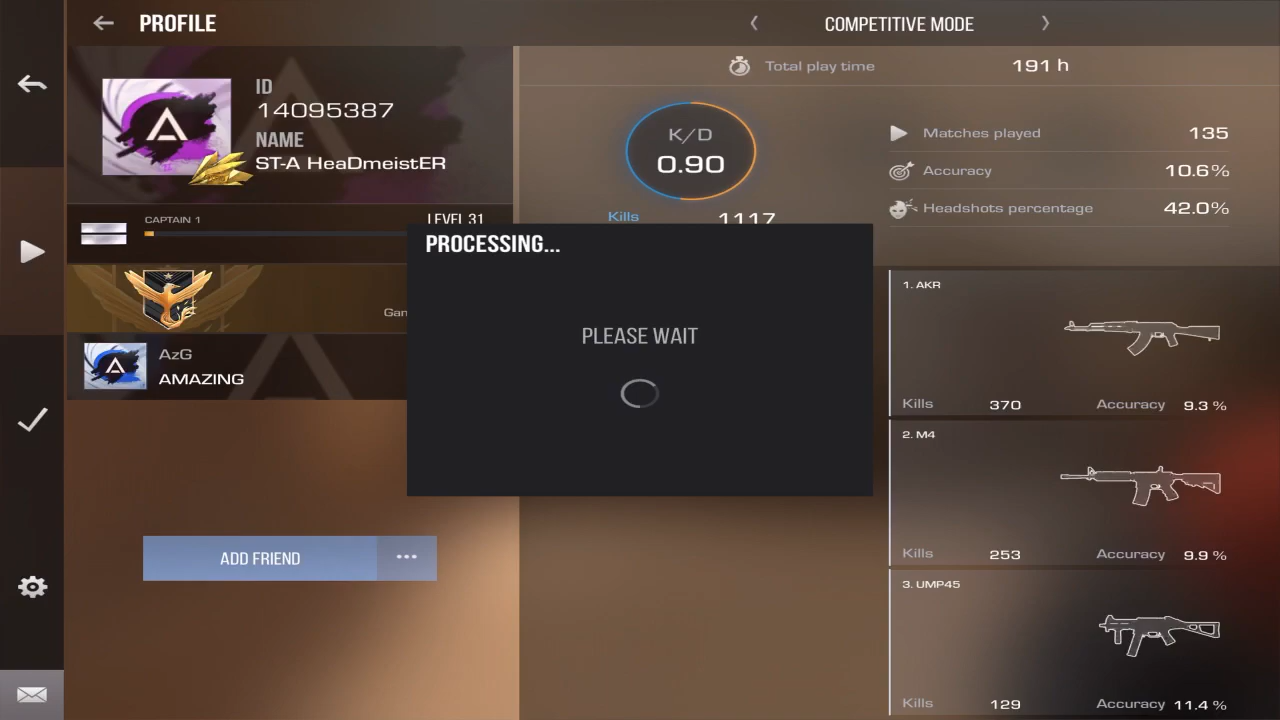 PROFILE
COMPETITIVE MODE
Total play time 191 h
ID
14095387
NAME
ST-A HeaDmeistER
K/D
0.90
Matches played 135
Accuracy 10.6%
Headshots percentage 42.0%
CAPTAIN 1
LEVEL 31
Kills 1117
PROCESSING...
PLEASE WAIT
AzG
AMAZING
ADD FRIEND
1. AKR
Kills 370 Accuracy 9.3 %
2. M4
Kills 253 Accuracy 9.9 %
3. UMP45
Kills 129 Accuracy 11.4 %